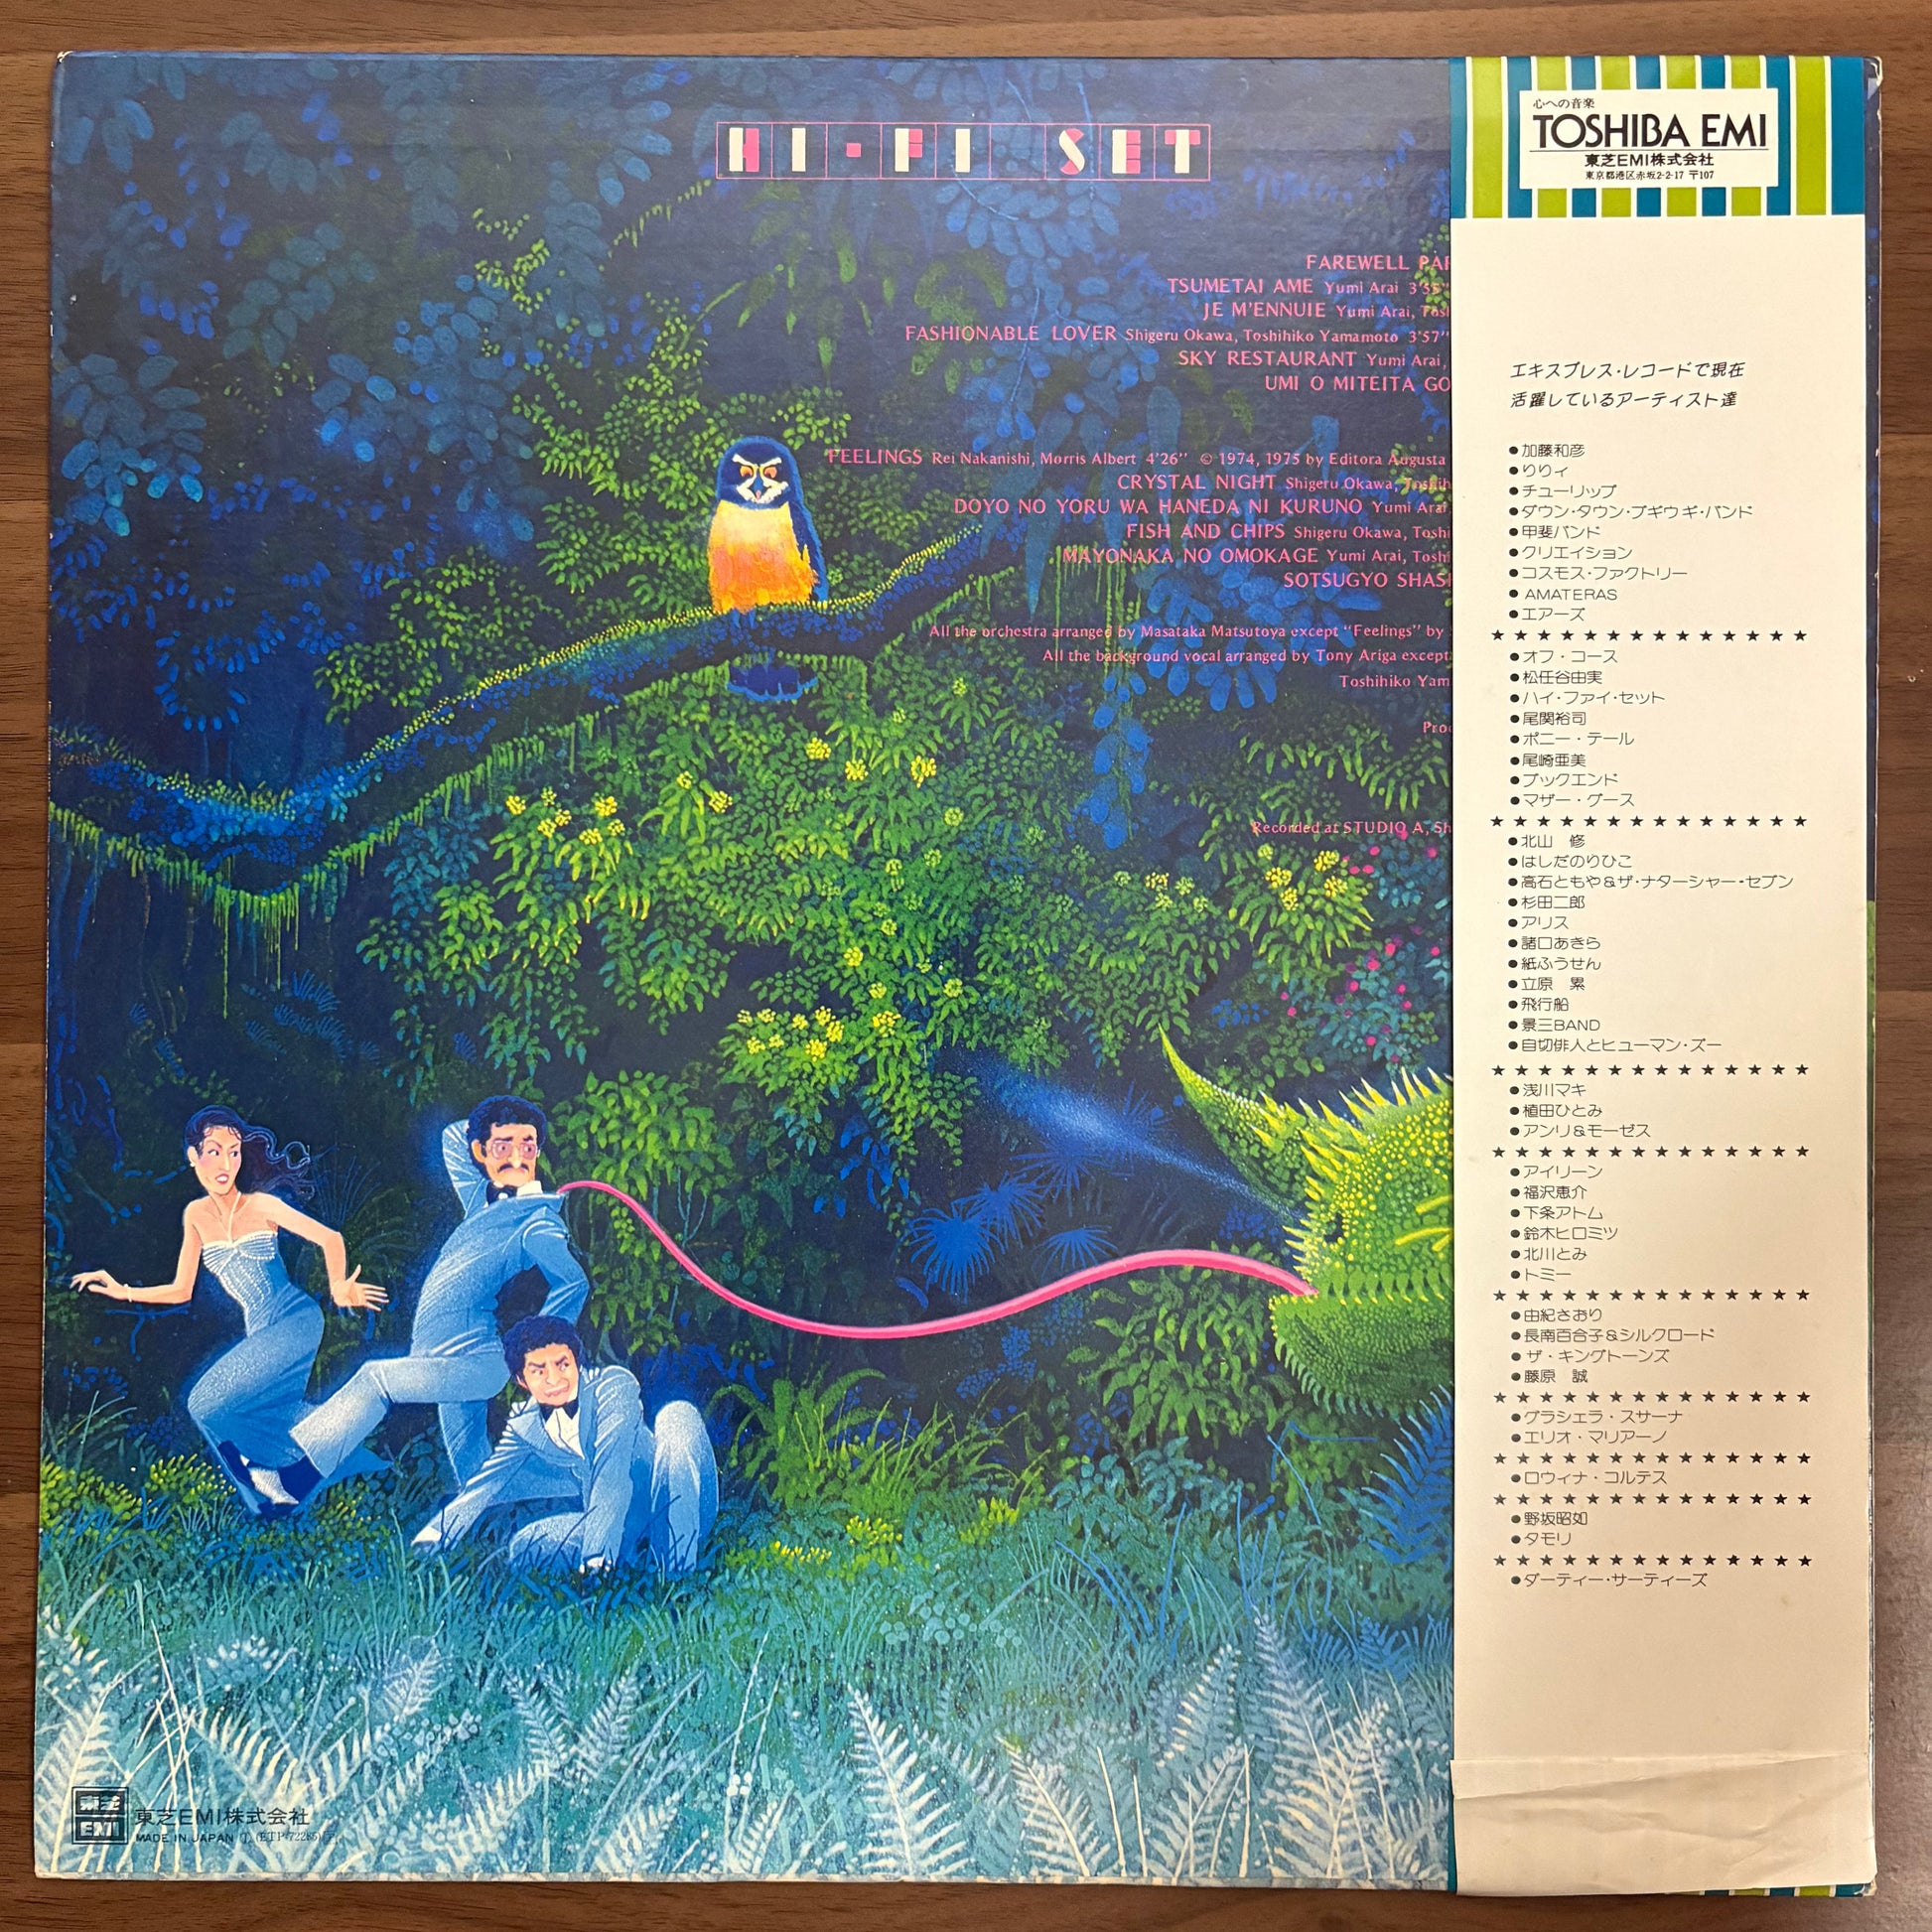 HI-FI SET
FAREWELL PAR
TSUMETAI AME Yumi Arai 3'55"
JE M'ENNUIE Yumi Arai, Tosh
FASHIONABLE LOVER Shigeru Okawa, Toshihiko Yamamoto 3'57"
SKY RESTAURANT Yumi Arai,
UMI O MITEITA GO
FEELINGS Rei Nakanishi, Morris Albert 4'26" © 1974, 1975 by Editora Augusta
CRYSTAL NIGHT Shigeru Okawa, Toshih
DOYO NO YORU WA HANEDA NI KURUNO Yumi Arai
FISH AND CHIPS Shigeru Okawa, Toshi
MAYONAKA NO OMOKAGE Yumi Arai, Tosh
SOTSUGYO SHASH
All the orchestra arranged by Masataka Matsutoya except "Feelings" by
All the background vocal arranged by Tony Ariga except
Toshihiko Yam
Proc
Recorded at STUDIO A, Sh
東芝
EMI
東芝EMI株式会社
MADE IN JAPAN
心への音楽
TOSHIBA EMI
東芝EMI株式会社
東京都港区赤坂2-2-17 〒107
エキスプレス・レコードで現在
活躍しているアーティスト達
●加藤和彦
●りりィ
●チューリップ
●ダウン・タウン・ブギウギ・バンド
●甲斐バンド
●クリエイション
●コスモス・ファクトリー
●AMATERAS
●エアーズ
★★★★★★★★★★★★★★
●オフ・コース
●松任谷由実
●ハイ・ファイ・セット
●尾関裕司
●ポニー・テール
●尾崎亜美
●ブックエンド
●マザー・グース
★★★★★★★★★★★★★★
●北山 修
●はしだのりひこ
●高石ともや&ザ・ナターシャー・セブン
●杉田二郎
●アリス
●諸口あきら
●紙ふうせん
●立原 累
●飛行船
●景三BAND
●自切俳人とヒューマン・ズー
★★★★★★★★★★★★★★
●浅川マキ
●植田ひとみ
●アンリ&モーゼス
★★★★★★★★★★★★★★
●アイリーン
●福沢恵介
●下条アトム
●鈴木ヒロミツ
●北川とみ
●トミー
★★★★★★★★★★★★★★
●由紀さおり
●長南百合子&シルクロード
●ザ・キングトーンズ
●藤原 誠
★★★★★★★★★★★★★★
●グラシェラ・スサーナ
●エリオ・マリアーノ
★★★★★★★★★★★★★★
●ロウィナ・コルテス
★★★★★★★★★★★★★★
●野坂昭如
●タモリ
★★★★★★★★★★★★★★
●ダーティー・サーティーズ